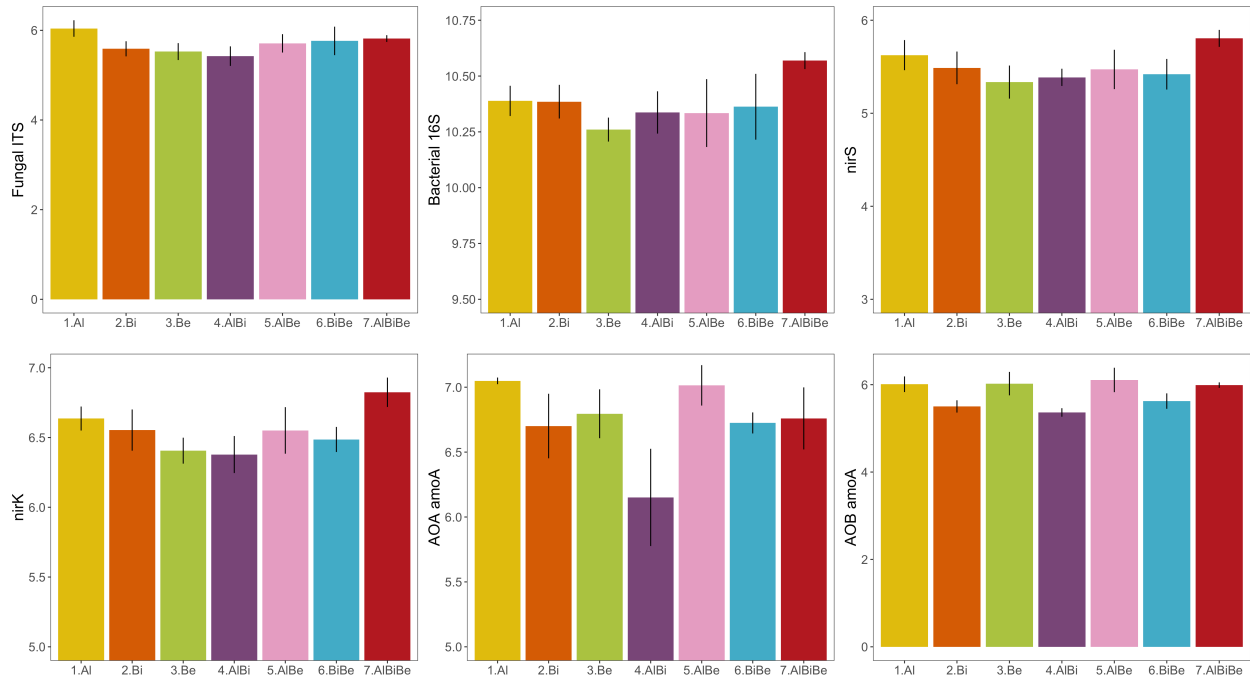 Fungal ITS
6
4
2
0
1.Al 2.Bi 3.Be 4.AlBi 5.AlBe 6.BiBe 7.AlBiBe
Bacterial 16S
10.75
10.50
10.25
10.00
9.75
9.50
1.Al 2.Bi 3.Be 4.AlBi 5.AlBe 6.BiBe 7.AlBiBe
nirS
6
5
4
3
1.Al 2.Bi 3.Be 4.AlBi 5.AlBe 6.BiBe 7.AlBiBe
nirK
7.0
6.5
6.0
5.5
5.0
1.Al 2.Bi 3.Be 4.AlBi 5.AlBe 6.BiBe 7.AlBiBe
AOA amoA
7.0
6.5
6.0
5.5
5.0
1.Al 2.Bi 3.Be 4.AlBi 5.AlBe 6.BiBe 7.AlBiBe
AOB amoA
6
4
2
0
1.Al 2.Bi 3.Be 4.AlBi 5.AlBe 6.BiBe 7.AlBiBe